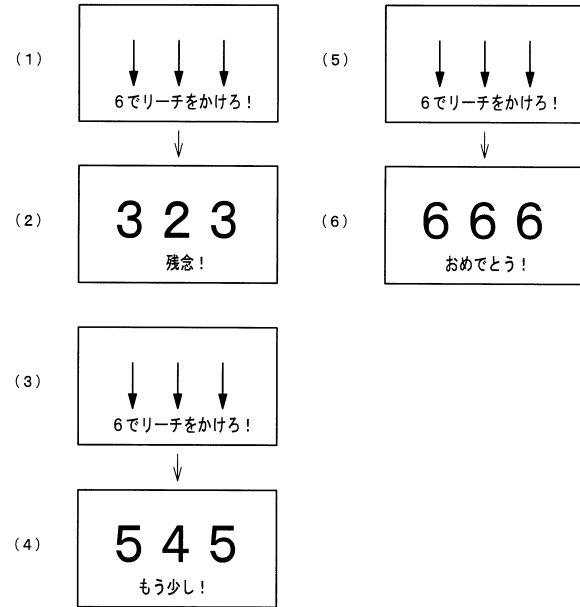 (1)
6でリーチをかけろ!
(2)
3 2 3
残念!
(3)
6でリーチをかけろ!
(4)
5 4 5
もう少し!
(5)
6でリーチをかけろ!
(6)
6 6 6
おめでとう!